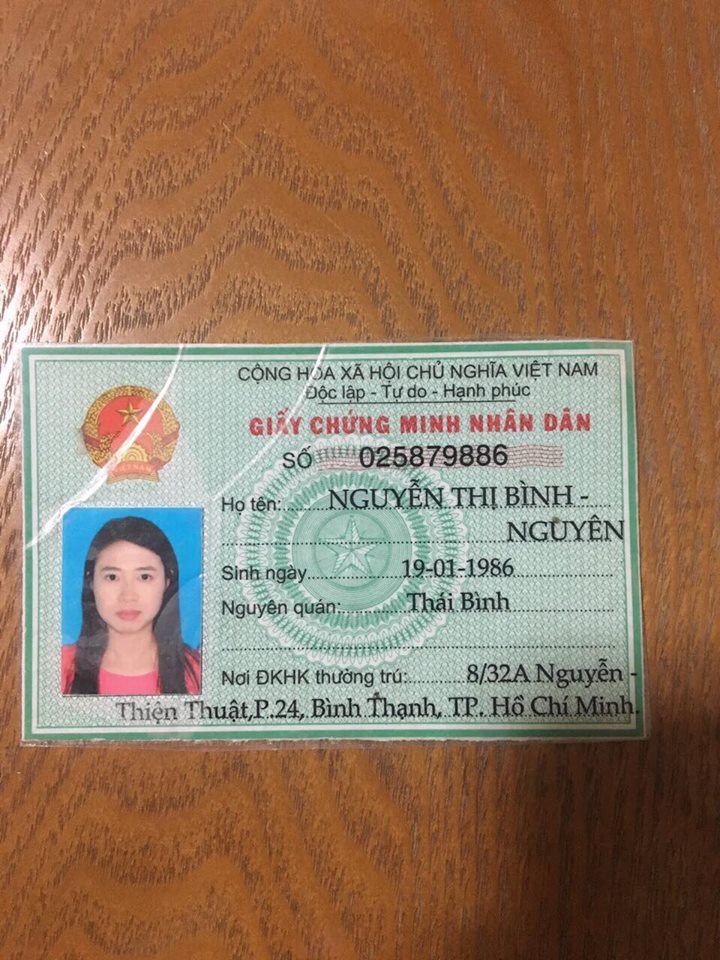 CỘNG HÒA XÃ HỘI CHỦ NGHĨA VIỆT NAM
Độc lập - Tự do - Hạnh phúc
GIẤY CHỨNG MINH NHÂN DÂN
SỐ 025879886
Họ tên: NGUYỄN THỊ BÌNH -
NGUYÊN
Sinh ngày 19-01-1986
Nguyên quán: Thái Bình
Nơi ĐKHK thường trú: 8/32A Nguyễn -
Thiện Thuật,P.24, Bình Thạnh, TP. Hồ Chí Minh.
VIỆT NAM